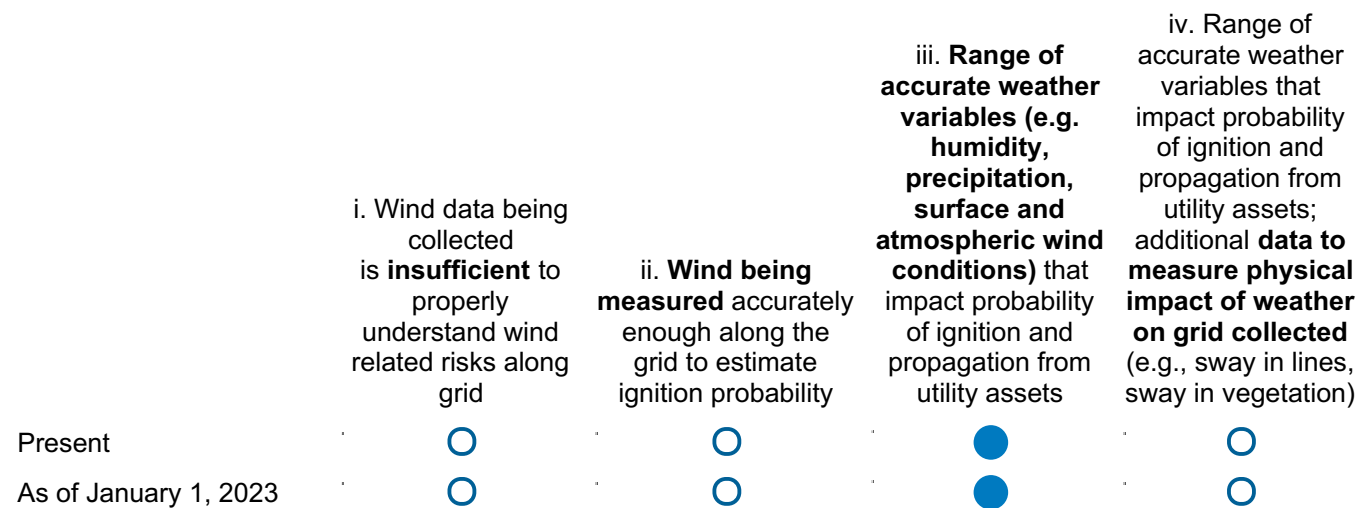 i. Wind data being
collected
is insufficient to
properly
understand wind
related risks along
grid
ii. Wind being
measured accurately
enough along the
grid to estimate
ignition probability
iii. Range of
accurate weather
variables (e.g.
humidity,
precipitation,
surface and
atmospheric wind
conditions) that
impact probability
of ignition and
propagation from
utility assets
iv. Range of
accurate weather
variables that
impact probability
of ignition and
propagation from
utility assets;
additional data to
measure physical
impact of weather
on grid collected
(e.g., sway in lines,
sway in vegetation)
Present
As of January 1, 2023